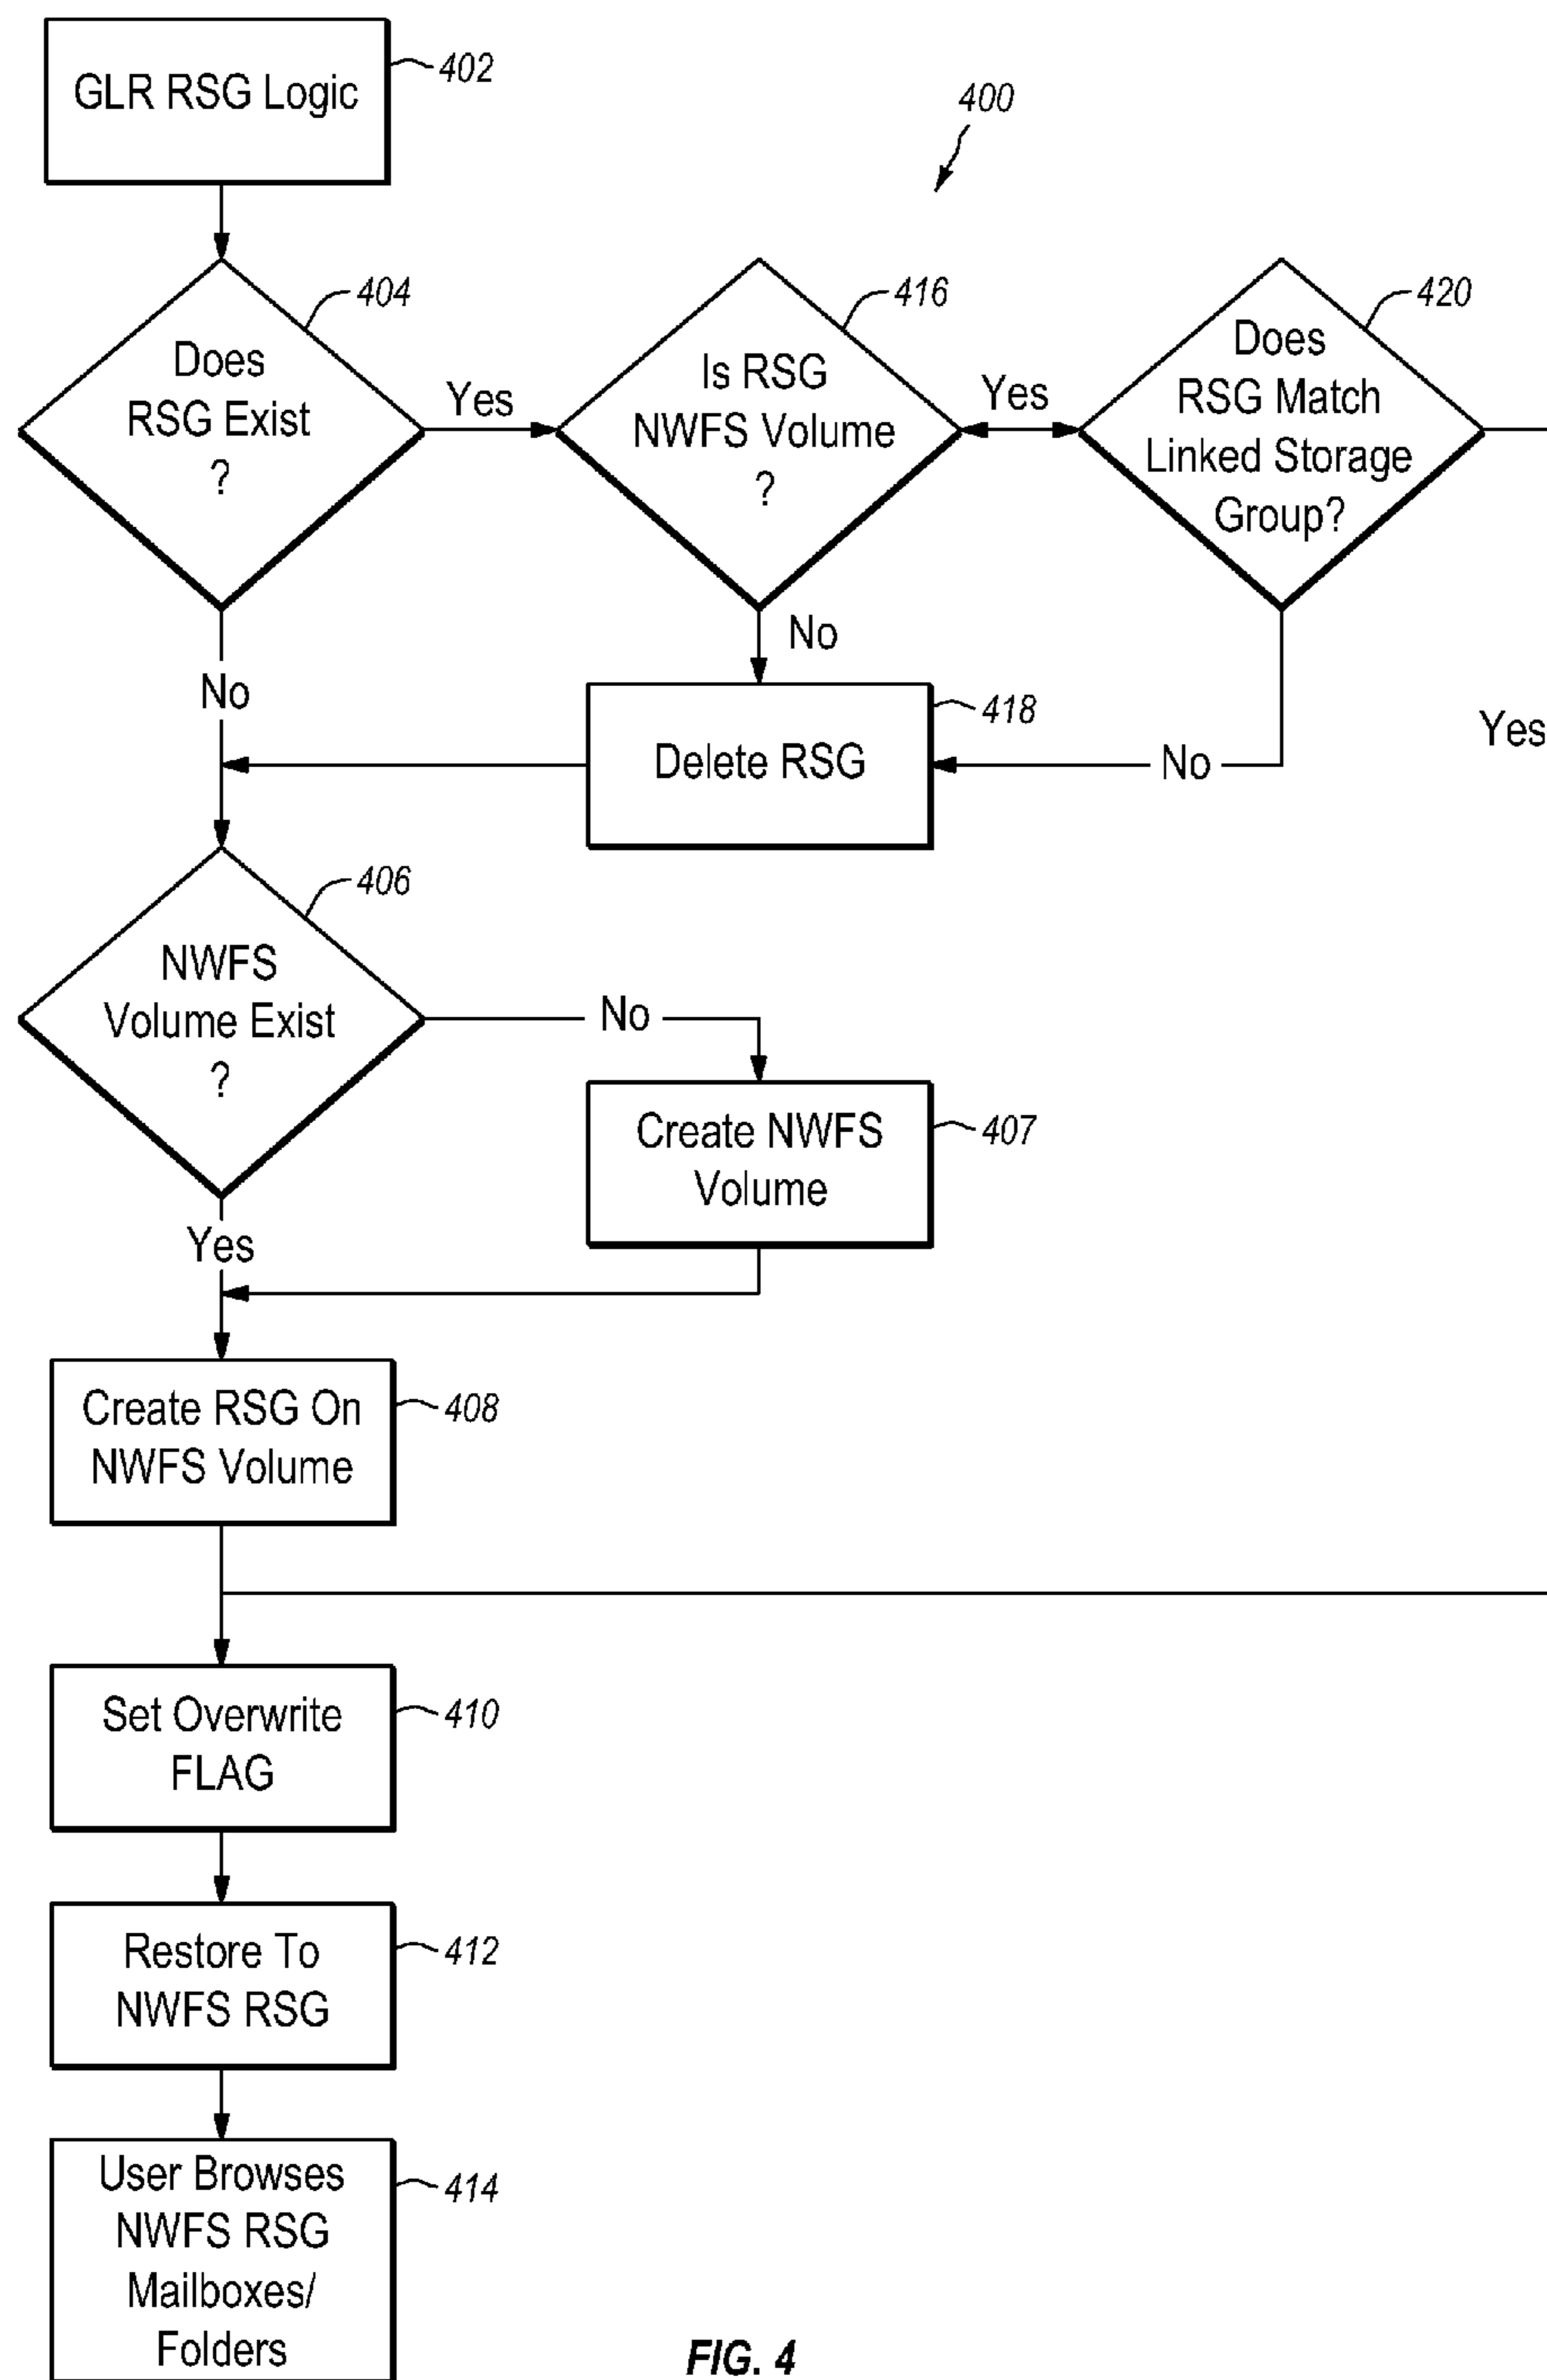 GLR RSG Logic
402
400
404
Does
RSG Exist
?
Yes
416
Is RSG
NWFS Volume
?
Yes
420
Does
RSG Match
Linked Storage
Group?
No
No
Delete RSG
418
No
Yes
406
NWFS
Volume Exist
?
No
Create NWFS
Volume
407
Yes
Create RSG On
NWFS Volume
408
Set Overwrite
FLAG
410
Restore To
NWFS RSG
412
User Browses
NWFS RSG
Mailboxes/
Folders
414
FIG. 4